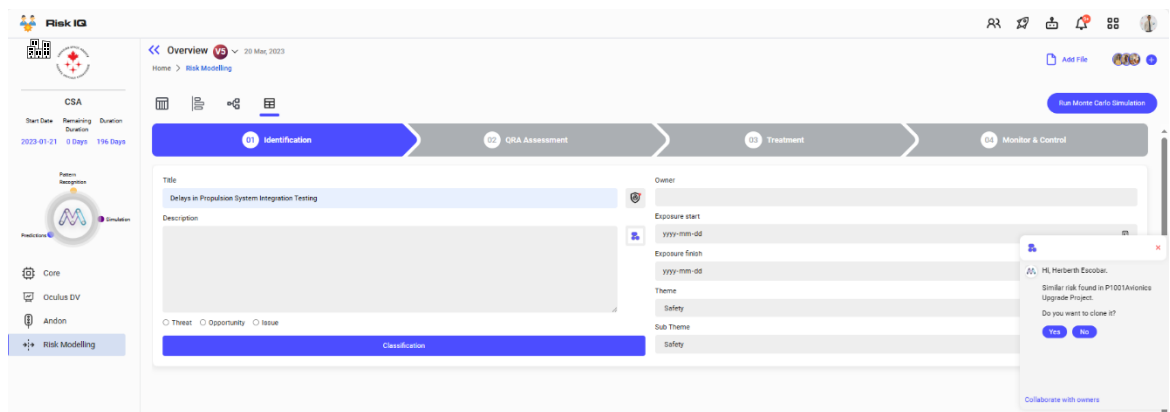 Risk IQ
CSA
Start Date Remaining Duration Duration
2023-01-21 0 Days 196 Days
Pattern Recognition
Simulation
Predictions
Core
Oculus DV
Andon
Risk Modelling
Overview V5 20 Mar, 2023
Home > Risk Modelling
Add File
Run Monte Carlo Simulation
01 Identification
02 QRA Assessment
03 Treatment
04 Monitor & Control
Title
Delays in Propulsion System Integration Testing
Description
Threat Opportunity Issue
Classification
Owner
Exposure start
yyyy-mm-dd
Exposure finish
yyyy-mm-dd
Theme
Safety
Sub Theme
Safety
Hi, Herberth Escobar.
Similar risk found in P1001Avionics
Upgrade Project.
Do you want to clone it?
Yes No
Collaborate with owners